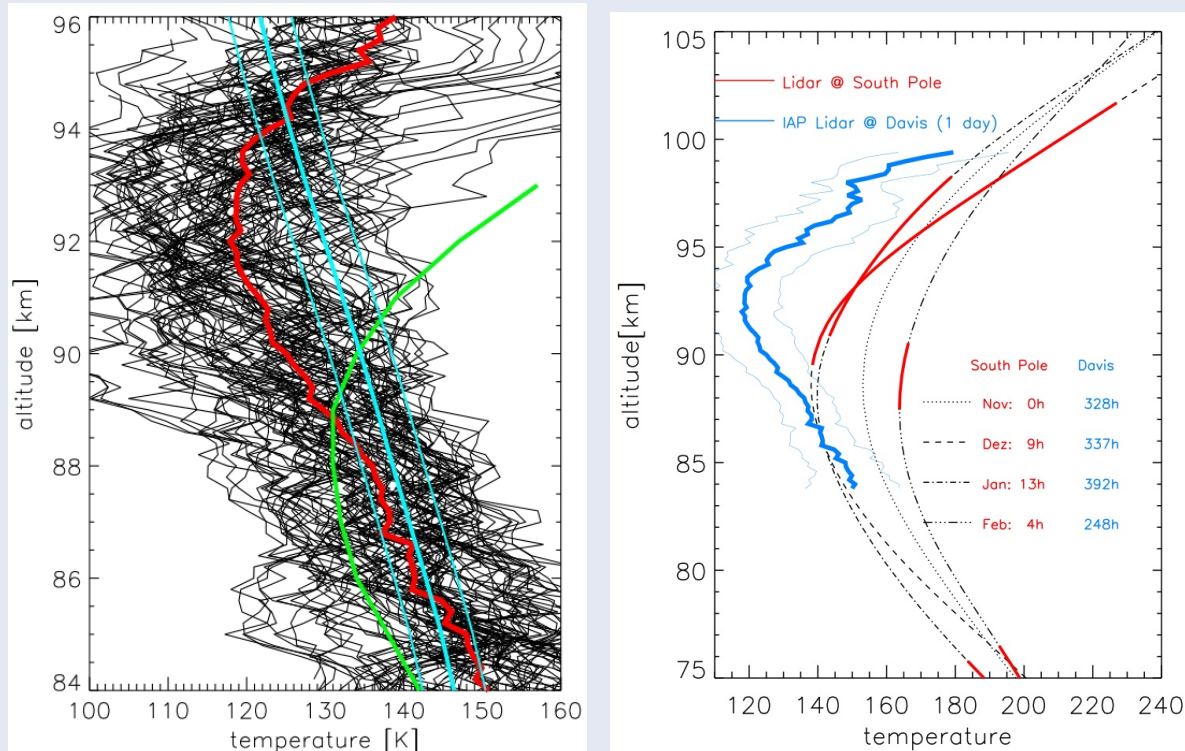 96
94
92
90
88
86
84
altitude [km]
100 110 120 130 140 150 160
temperature [K]
105
100
95
90
85
80
75
altitude[km]
Lidar @ South Pole
IAP Lidar @ Davis (1 day)
South Pole Davis
Nov: 0h 328h
Dez: 9h 337h
Jan: 13h 392h
Feb: 4h 248h
120 140 160 180 200 220 240
temperature